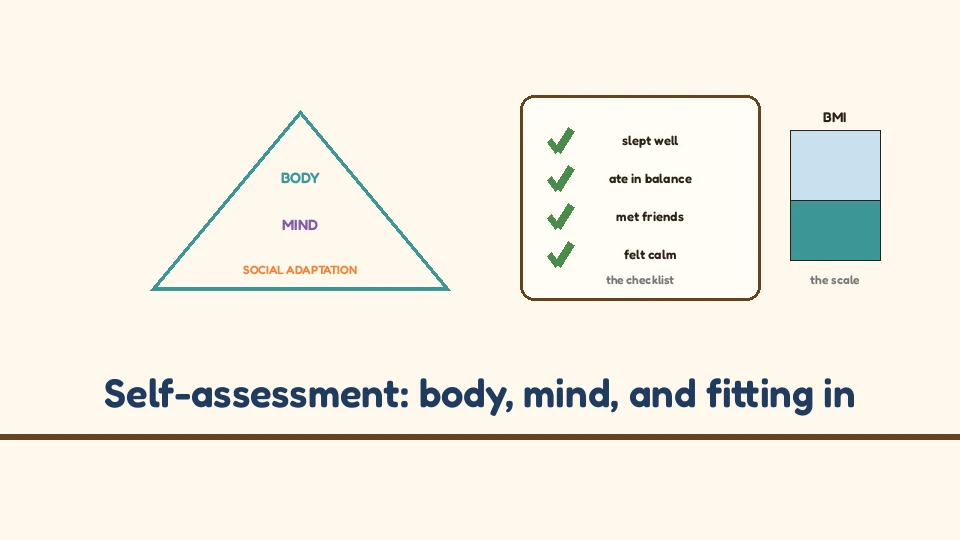 BODY
MIND
SOCIAL ADAPTATION
slept well
ate in balance
met friends
felt calm
the checklist
BMI
the scale
Self-assessment: body, mind, and fitting in